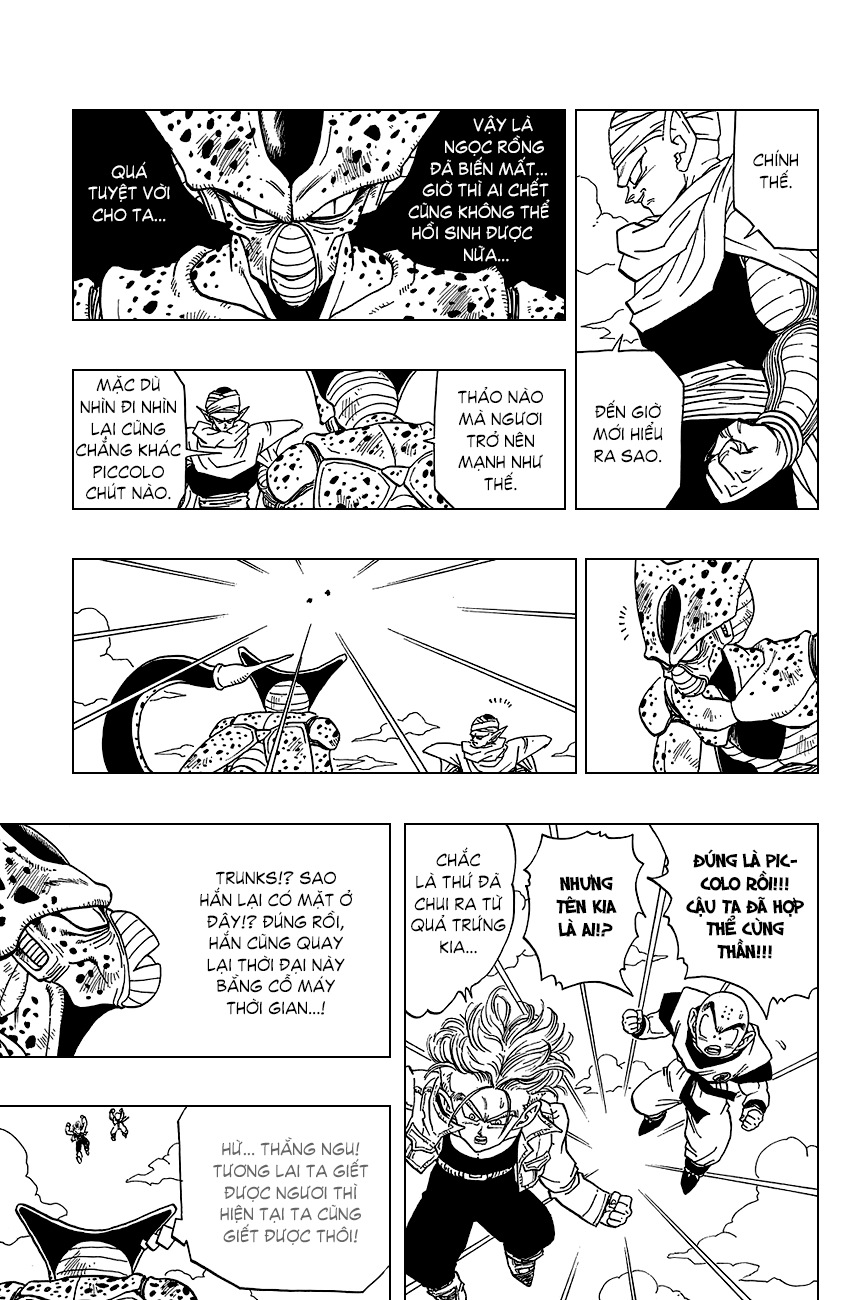 CHÍNH
THẾ.
ĐẾN GIỜ
MỚI HIỂU
RA SAO.
VẬY LÀ
NGỌC RỒNG
ĐÃ BIẾN MẤT...
GIỜ THÌ AI CHẾT
CŨNG KHÔNG THỂ
HỒI SINH ĐƯỢC
NỮA...
QUÁ
TUYỆT VỜI
CHO TA...
THẢO NÀO
MÀ NGƯƠI
TRỞ NÊN
MẠNH NHƯ
THẾ.
MẶC DÙ
NHÌN ĐI NHÌN
LẠI CŨNG
CHẲNG KHÁC
PICCOLO
CHÚT NÀO.
ĐÚNG LÀ PIC-
COLO RỒI!!!
CẬU TA ĐÃ HỢP
THỂ CÙNG
THẦN!!!
NHƯNG
TÊN KIA
LÀ AI!?
CHẮC
LÀ THỨ ĐÃ
CHUI RA TỪ
QUẢ TRỨNG
KIA...
TRUNKS!? SAO
HẮN LẠI CÓ MẶT Ở
ĐÂY!? ĐÚNG RỒI,
HẮN CŨNG QUAY
LẠI THỜI ĐẠI NÀY
BẰNG CỖ MÁY
THỜI GIAN...!
HỪ... THẰNG NGU!
TƯƠNG LAI TA GIẾT
ĐƯỢC NGƯƠI THÌ
HIỆN TẠI TA CŨNG
GIẾT ĐƯỢC THÔI!